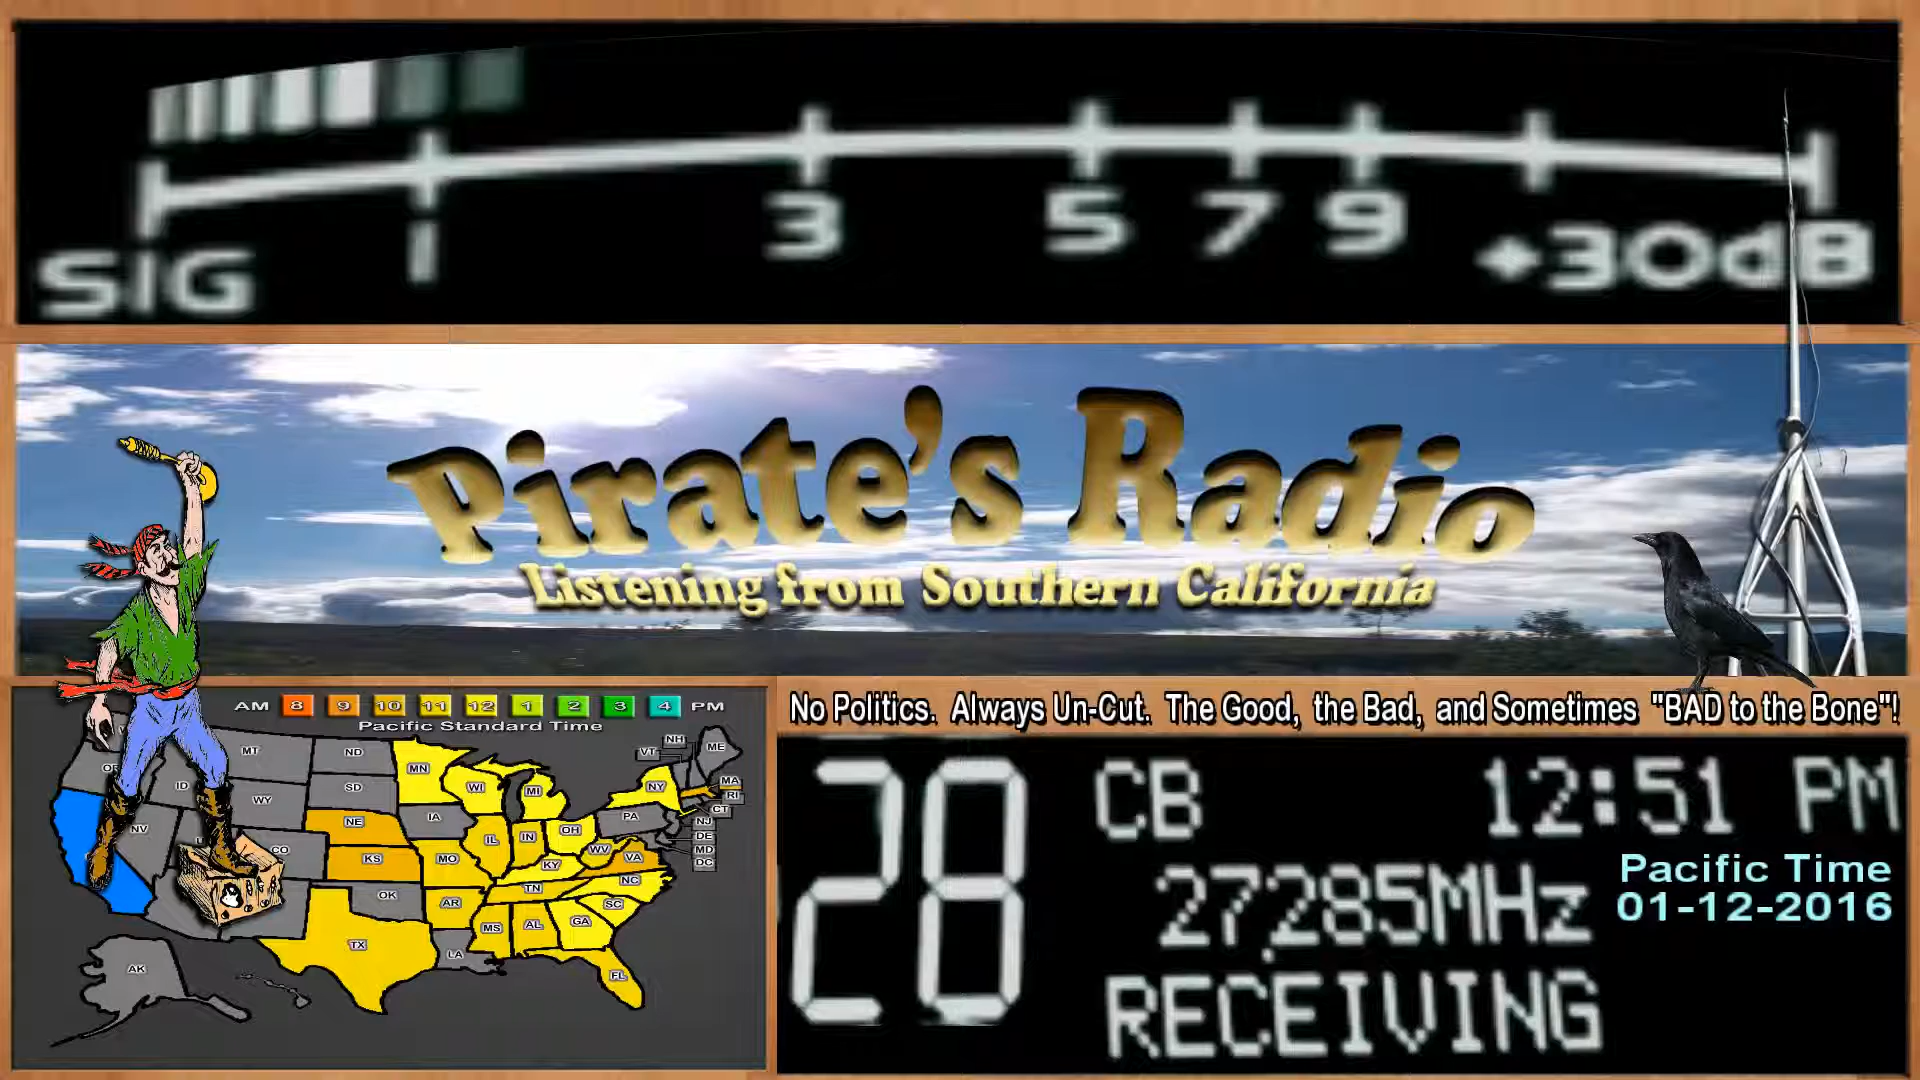 SIG 1 3 5 7 9 +30dB
Pirate's Radio
Listening from Southern California
No Politics. Always Un-Cut. The Good, the Bad, and Sometimes "BAD to the Bone"!
AM 8 9 10 11 12 1 2 3 4 PM
Pacific Standard Time
28
CB 12:51 PM
27.285MHz
RECEIVING
Pacific Time
01-12-2016
MT
ND
MN
WI
MI
NY
VT
NH
ME
MA
RI
CT
ID
WY
SD
IA
PA
NJ
DE
MD
DC
NV
NE
IL
IN
OH
WV
VA
CO
KS
MO
KY
NC
OK
AR
TN
SC
TX
LA
MS
AL
GA
FL
AK